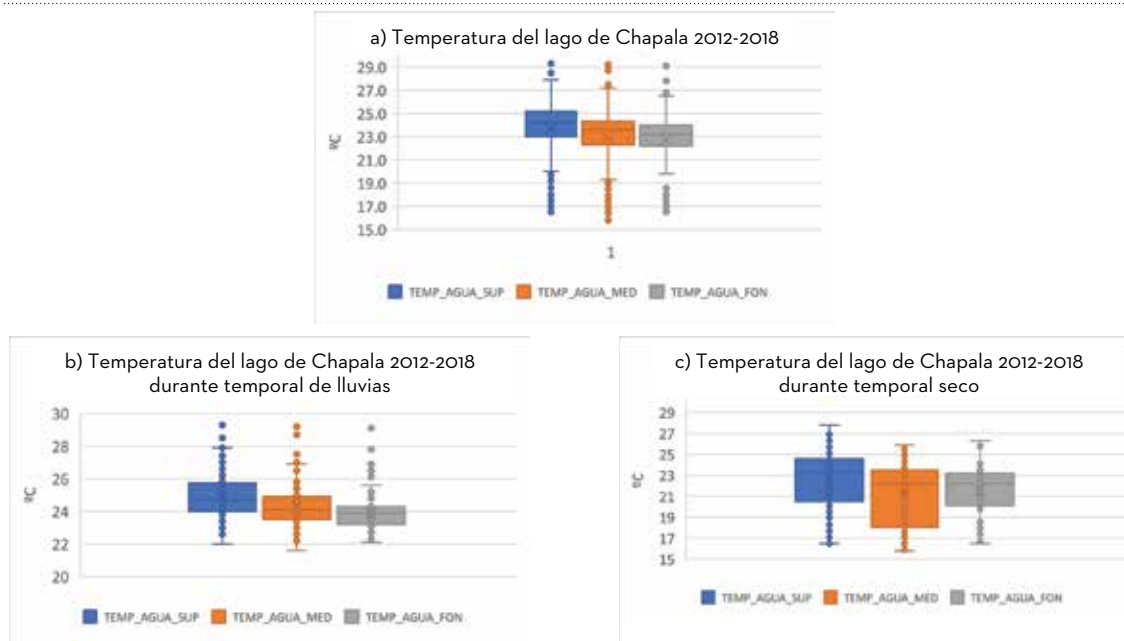 a) Temperatura del lago de Chapala 2012-2018
29.0
27.0
25.0
23.0
21.0
19.0
17.0
15.0
ºC
1
TEMP_AGUA_SUP TEMP_AGUA_MED TEMP_AGUA_FON
b) Temperatura del lago de Chapala 2012-2018
durante temporal de lluvias
30
28
26
24
22
20
ºC
TEMP_AGUA_SUP TEMP_AGUA_MED TEMP_AGUA_FON
c) Temperatura del lago de Chapala 2012-2018
durante temporal seco
29
27
25
23
21
19
17
15
ºC
TEMP_AGUA_SUP TEMP_AGUA_MED TEMP_AGUA_FON